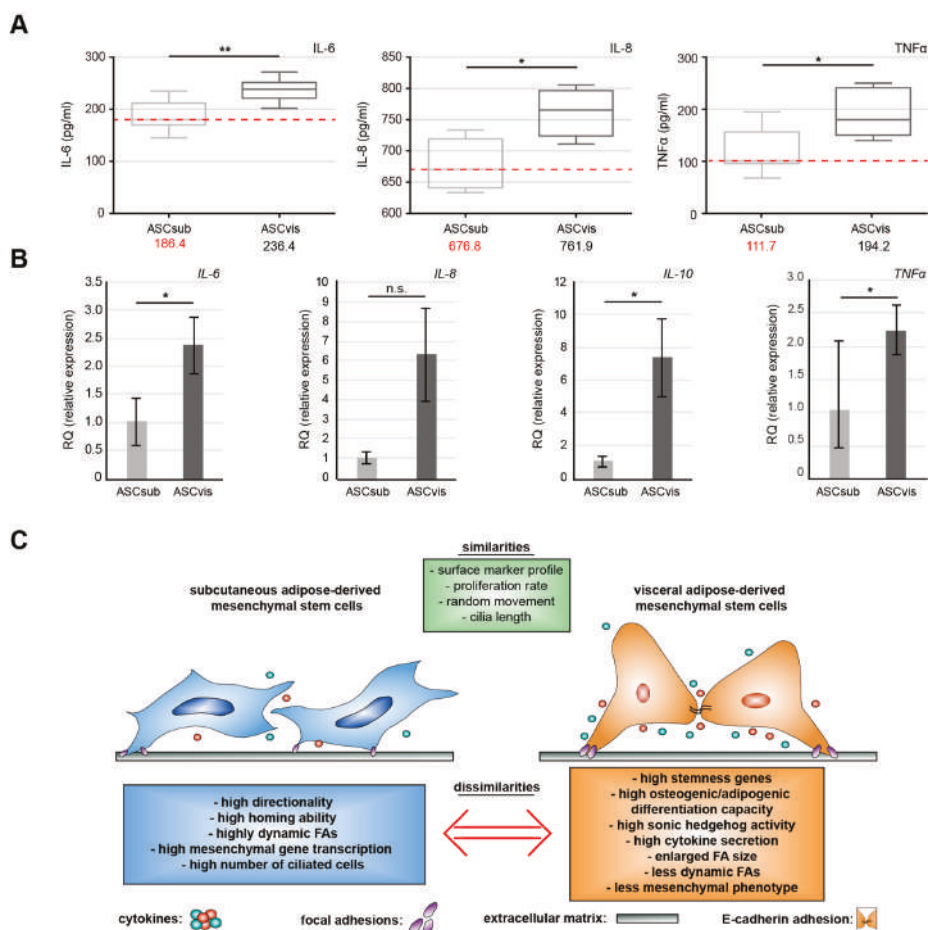 A
IL-6
**
IL-6 (pg/ml)
300
200
100
0
ASCsub
ASCvis
186.4
236.4
IL-8
*
IL-8 (pg/ml)
850
800
750
700
650
600
ASCsub
ASCvis
676.8
761.9
TNFα
*
TNFα (pg/ml)
300
200
100
0
ASCsub
ASCvis
111.7
194.2
B
IL-6
*
RQ (relative expression)
3.5
3.0
2.5
2.0
1.5
1.0
0.5
0
ASCsub ASCvis
IL-8
n.s.
RQ (relative expression)
10
9
8
7
6
5
4
3
2
1
0
ASCsub ASCvis
IL-10
*
RQ (relative expression)
12
10
8
6
4
2
0
ASCsub ASCvis
TNFα
*
RQ (relative expression)
3.0
2.5
2.0
1.0
0.5
0
ASCsub ASCvis
C
similarities
- surface marker profile
- proliferation rate
- random movement
- cilia length
subcutaneous adipose-derived
mesenchymal stem cells
visceral adipose-derived
mesenchymal stem cells
dissimilarities
- high directionality
- high homing ability
- highly dynamic FAs
- high mesenchymal gene transcription
- high number of ciliated cells
- high stemness genes
- high osteogenic/adipogenic
differentiation capacity
- high sonic hedgehog activity
- high cytokine secretion
- enlarged FA size
- less dynamic FAs
- less mesenchymal phenotype
cytokines:
focal adhesions:
extracellular matrix:
E-cadherin adhesion: